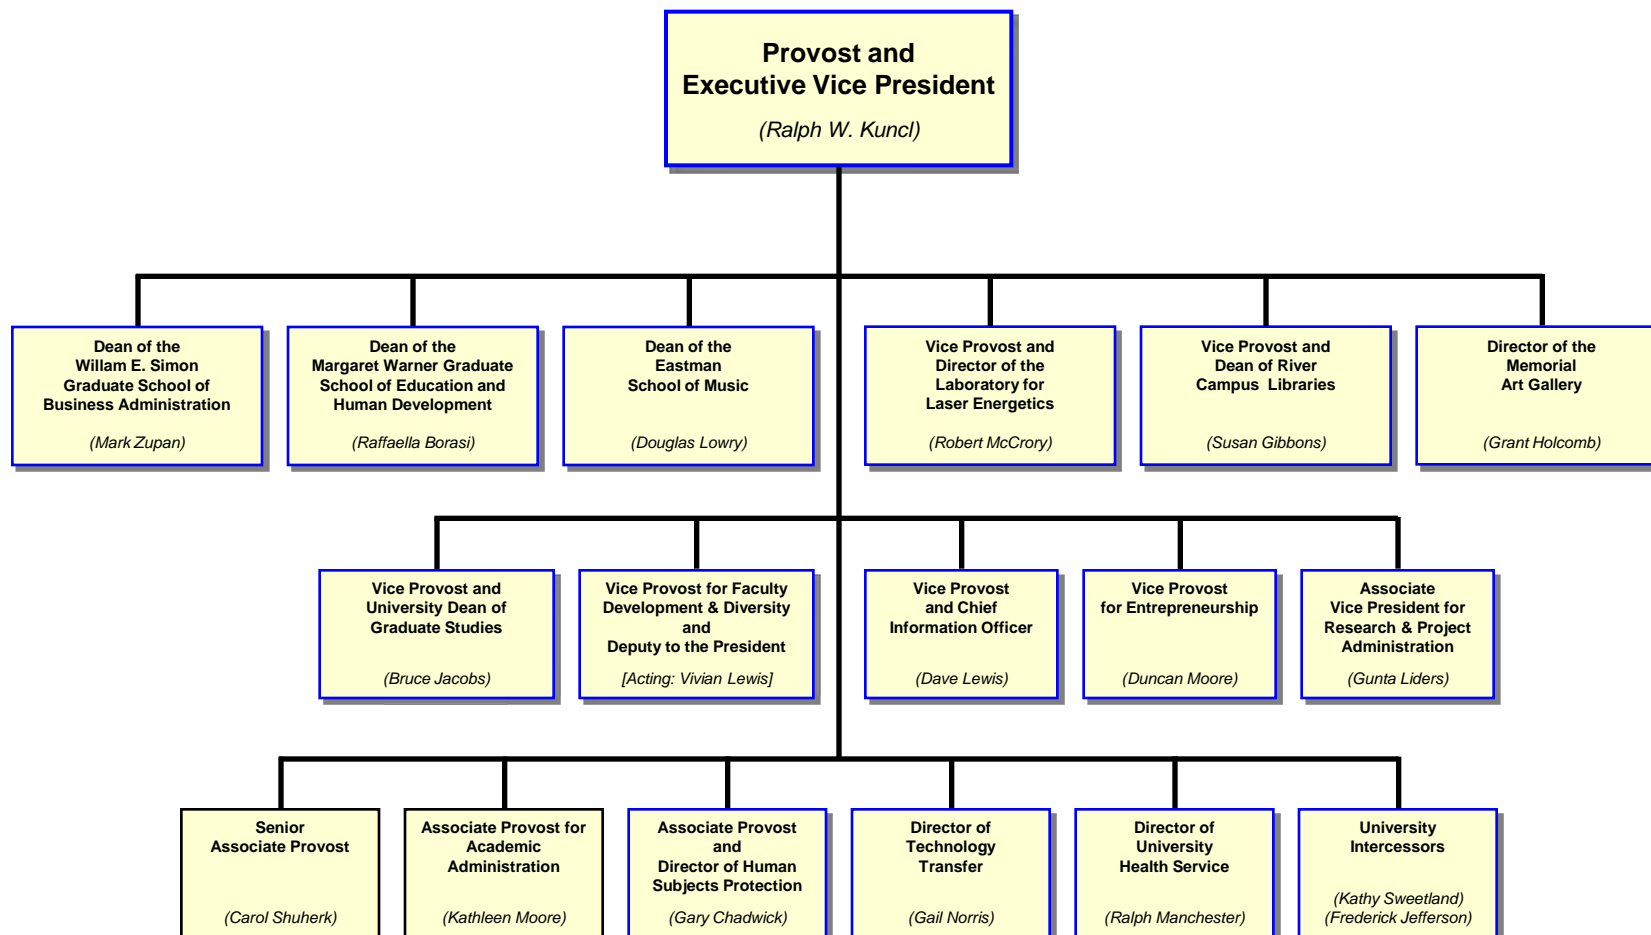 Provost and
Executive Vice President
(Ralph W. Kuncl)
Dean of the
Willam E. Simon
Graduate School of
Business Administration
(Mark Zupan)
Dean of the
Margaret Warner Graduate
School of Education and
Human Development
(Raffaella Borasi)
Dean of the
Eastman
School of Music
(Douglas Lowry)
Vice Provost and
Director of the
Laboratory for
Laser Energetics
(Robert McCrory)
Vice Provost and
Dean of River
Campus Libraries
(Susan Gibbons)
Director of the
Memorial
Art Gallery
(Grant Holcomb)
Vice Provost and
University Dean of
Graduate Studies
(Bruce Jacobs)
Vice Provost for Faculty
Development & Diversity
and
Deputy to the President
[Acting: Vivian Lewis]
Vice Provost
and Chief
Information Officer
(Dave Lewis)
Vice Provost
for Entrepreneurship
(Duncan Moore)
Associate
Vice President for
Research & Project
Administration
(Gunta Liders)
Senior
Associate Provost
(Carol Shuherk)
Associate Provost for
Academic
Administration
(Kathleen Moore)
Associate Provost
and
Director of Human
Subjects Protection
(Gary Chadwick)
Director of
Technology
Transfer
(Gail Norris)
Director of
University
Health Service
(Ralph Manchester)
University
Intercessors
(Kathy Sweetland)
(Frederick Jefferson)